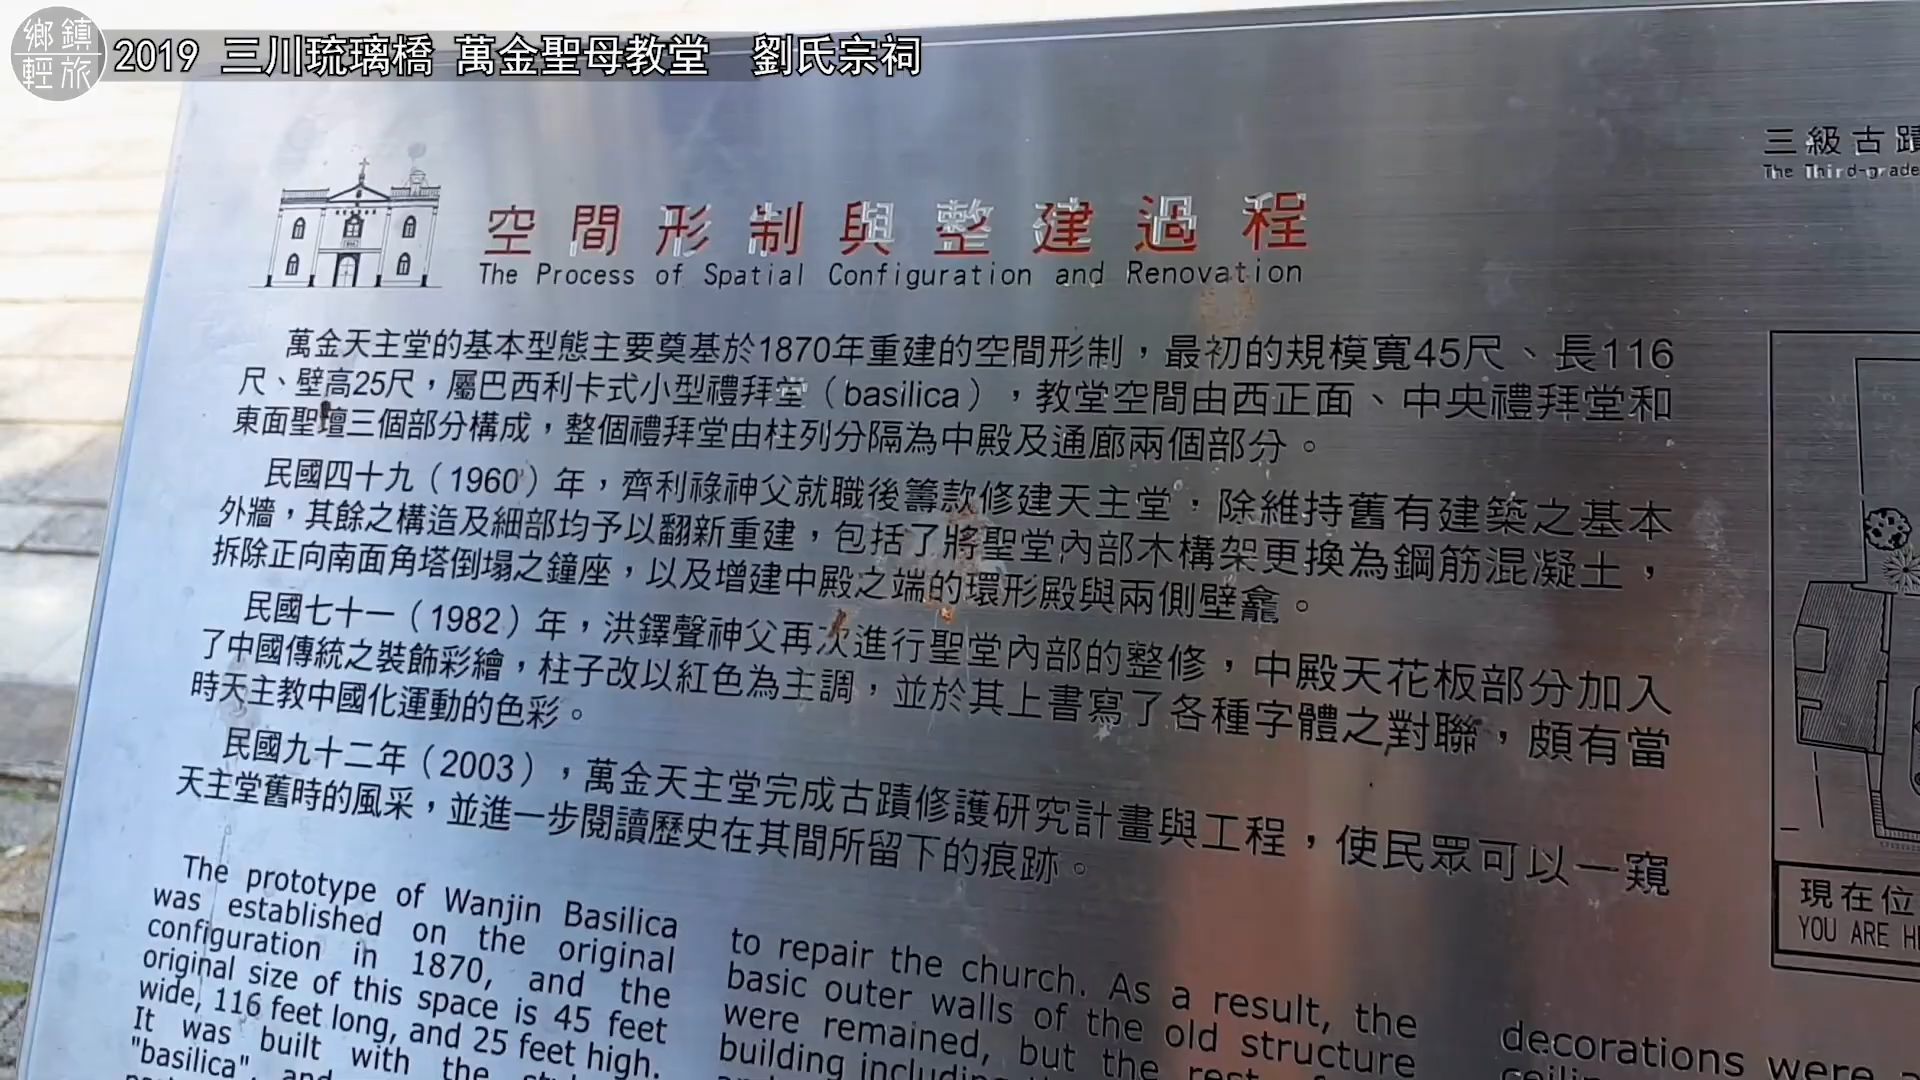 鄉鎮
輕旅
2019 三川琉璃橋 萬金聖母教堂 劉氏宗祠
三級古蹟
The Third-grade
空間形制與整建過程
The Process of Spatial Configuration and Renovation
萬金天主堂的基本型態主要奠基於1870年重建的空間形制，最初的規模寬45尺、長116
尺、壁高25尺，屬巴西利卡式小型禮拜堂（basilica），教堂空間由西正面、中央禮拜堂和
東面聖壇三個部分構成，整個禮拜堂由柱列分隔為中殿及通廊兩個部分。
民國四十九（1960）年，齊利祿神父就職後籌款修建天主堂，除維持舊有建築之基本
外牆，其餘之構造及細部均予以翻新重建，包括了將聖堂內部木構架更換為鋼筋混凝土，
拆除正向南面角塔倒塌之鐘座，以及增建中殿之端的環形殿與兩側壁龕。
民國七十一（1982）年，洪鐸聲神父再次進行聖堂內部的整修，中殿天花板部分加入
了中國傳統之裝飾彩繪，柱子改以紅色為主調，並於其上書寫了各種字體之對聯，頗有當
時天主教中國化運動的色彩。
民國九十二年（2003），萬金天主堂完成古蹟修護研究計畫與工程，使民眾可以一窺
天主堂舊時的風采，並進一步閱讀歷史在其間所留下的痕跡。
The prototype of Wanjin Basilica
was established on the original
configuration in 1870, and the
original size of this space is 45 feet
wide, 116 feet long, and 25 feet high.
It was built with the
"basilica" and
to repair the church. As a result, the
basic outer walls of the old structure
were remained, but the rest of
building including
decorations were
現在位
YOU ARE HE